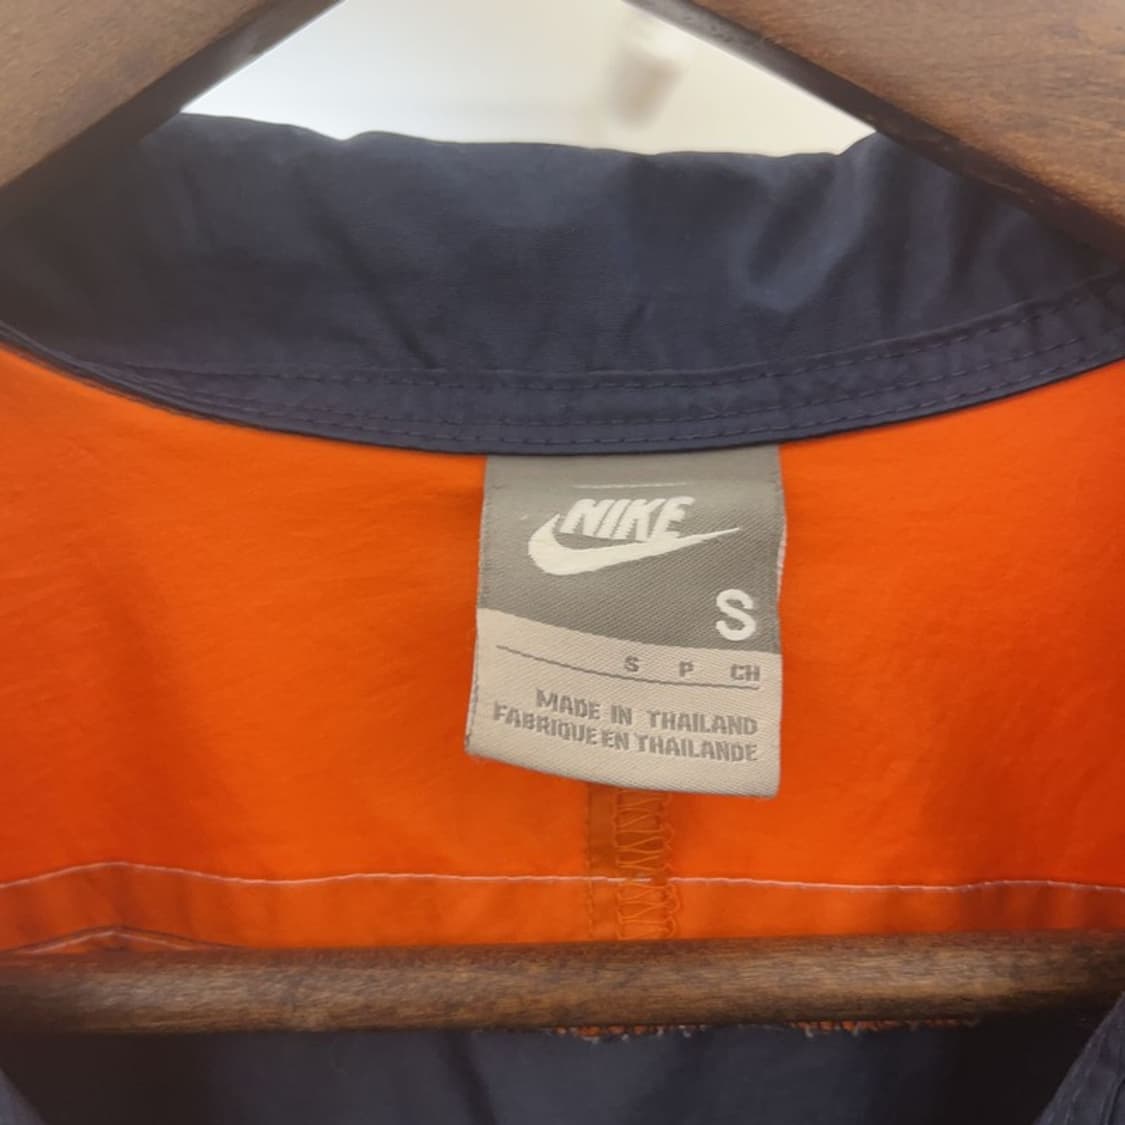 NIKE
S
S P CH
MADE IN THAILAND
FABRIQUE EN THAILANDE